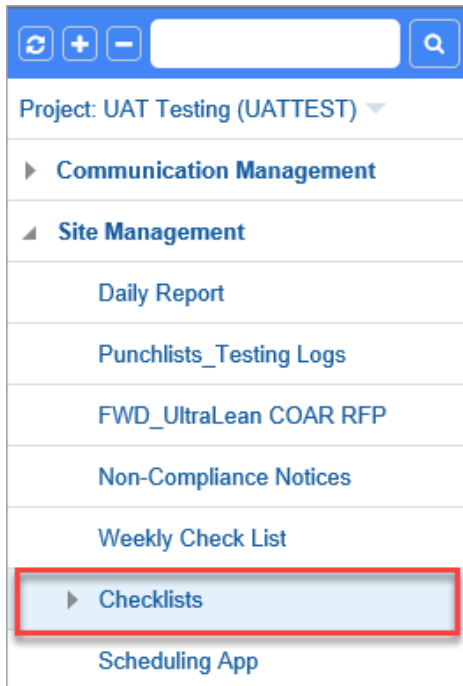 Project: UAT Testing (UATTEST)
Communication Management
Site Management
Daily Report
Punchlists_Testing Logs
FWD_UltraLean COAR RFP
Non-Compliance Notices
Weekly Check List
Checklists
Scheduling App